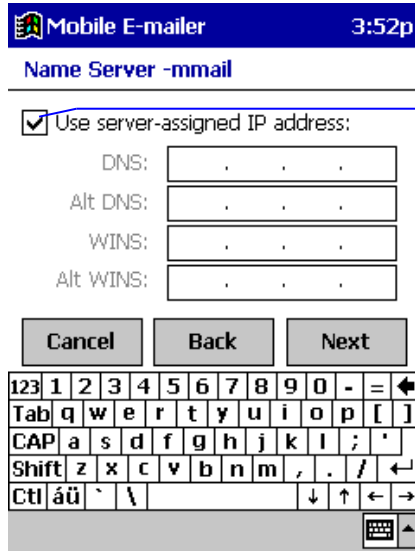 Mobile E-mailer 3:52p
Name Server -mmail
Use server-assigned IP address:
DNS: . . .
Alt DNS: . . .
WINS: . . .
Alt WINS: . . .
Cancel Back Next
123 1 2 3 4 5 6 7 8 9 0 - = 🡄
Tab q w e r t y u i o p [ ]
CAP a s d f g h j k l ; '
Shift z x c v b n m , . / ↵
Ctl áü ` \ ↓ ↑ ← →